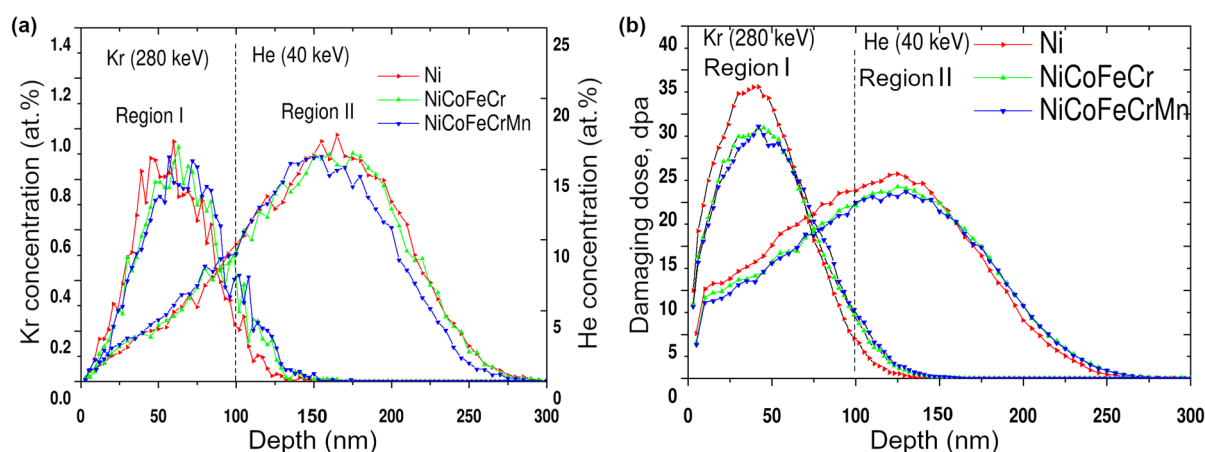 (a)
Kr concentration (at.%)
1.4
1.2
1.0
0.8
0.6
0.4
0.2
0.0
Kr (280 keV)
He (40 keV)
Region I
Region II
Ni
NiCoFeCr
NiCoFeCrMn
25
20
15
10
5
0
He concentration (at.%)
0
50
100
150
200
250
300
Depth (nm)
(b)
Damaging dose, dpa
40
35
30
25
20
15
10
5
0
Kr (280 keV)
He (40 keV)
Region I
Region II
Ni
NiCoFeCr
NiCoFeCrMn
0
50
100
150
200
250
300
Depth (nm)